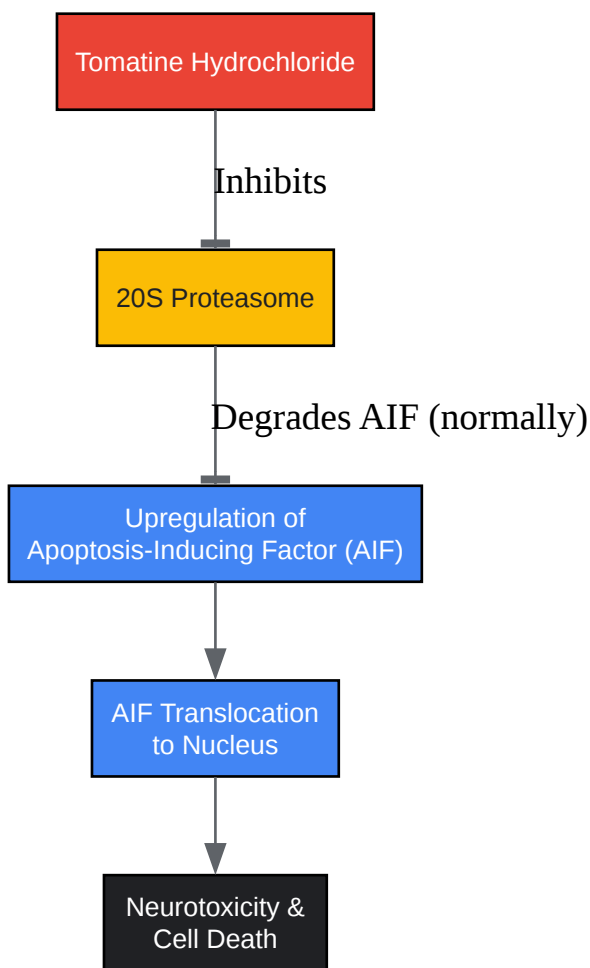 Tomatine Hydrochloride
Inhibits
20S Proteasome
Degrades AIF (normally)
Upregulation of
Apoptosis-Inducing Factor (AIF)
AIF Translocation
to Nucleus
Neurotoxicity &
Cell Death